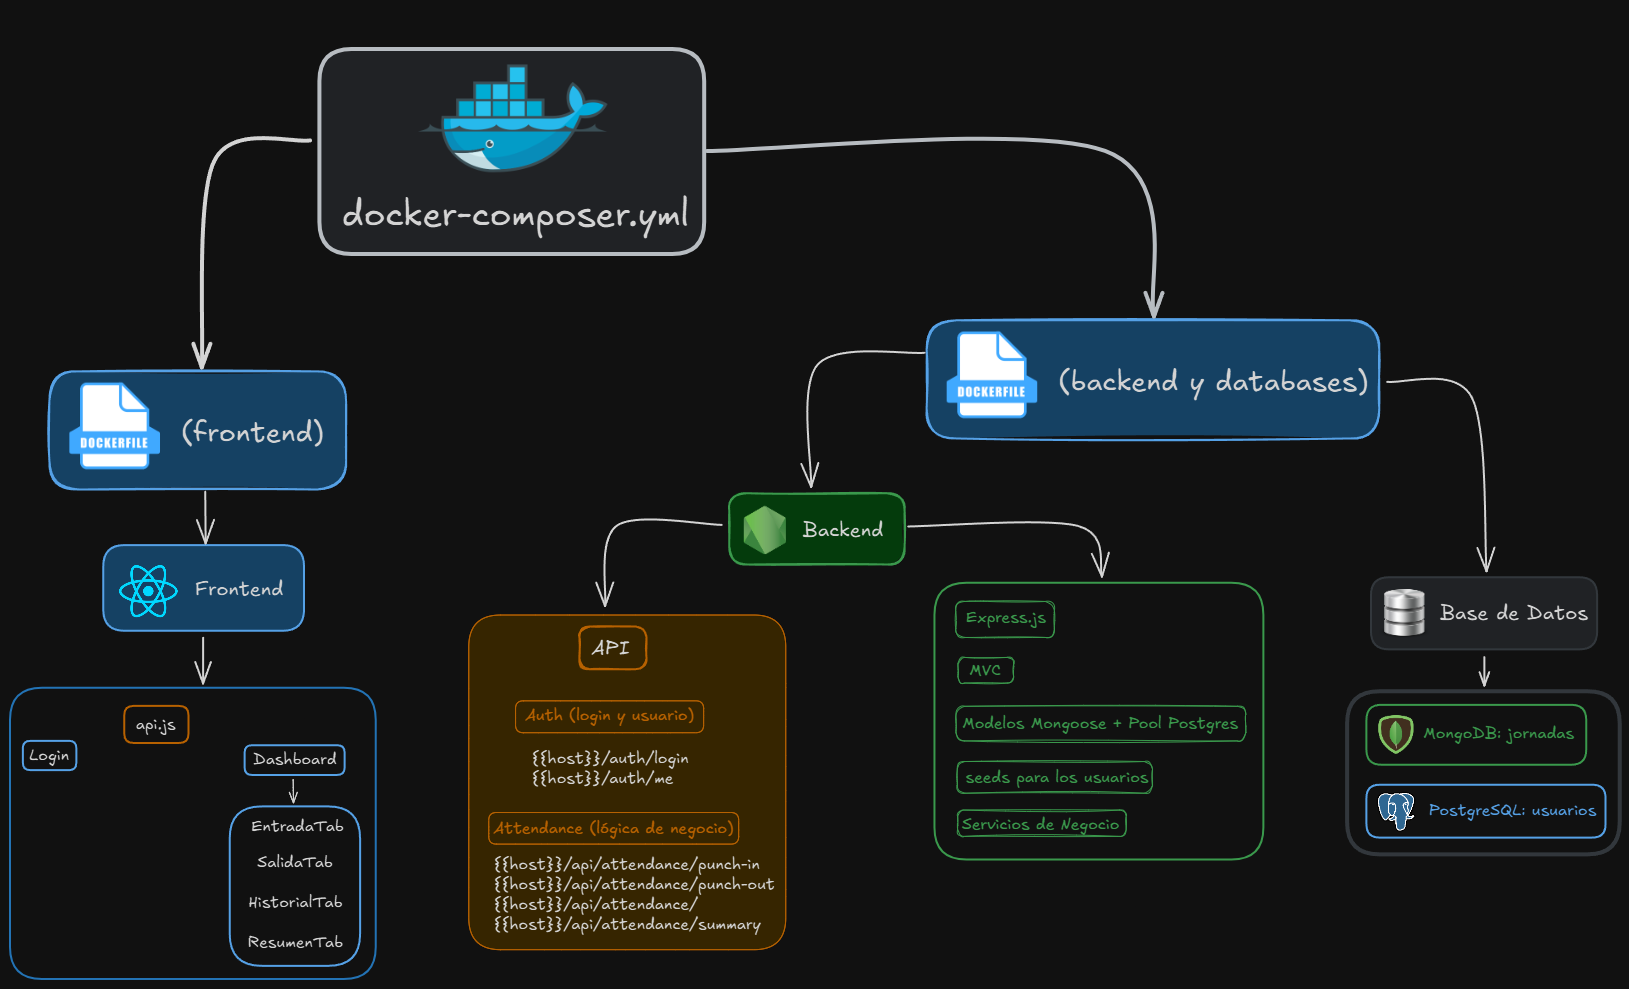 docker-composer.yml
DOCKERFILE
(frontend)
Frontend
api.js
Login
Dashboard
EntradaTab
SalidaTab
HistorialTab
ResumenTab
DOCKERFILE
(backend y databases)
Backend
API
Auth (login y usuario)
{{host}}/auth/login
{{host}}/auth/me
Attendance (lógica de negocio)
{{host}}/api/attendance/punch-in
{{host}}/api/attendance/punch-out
{{host}}/api/attendance/
{{host}}/api/attendance/summary
Express.js
MVC
Modelos Mongoose + Pool Postgres
seeds para los usuarios
Servicios de Negocio
Base de Datos
MongoDB: jornadas
PostgreSQL: usuarios